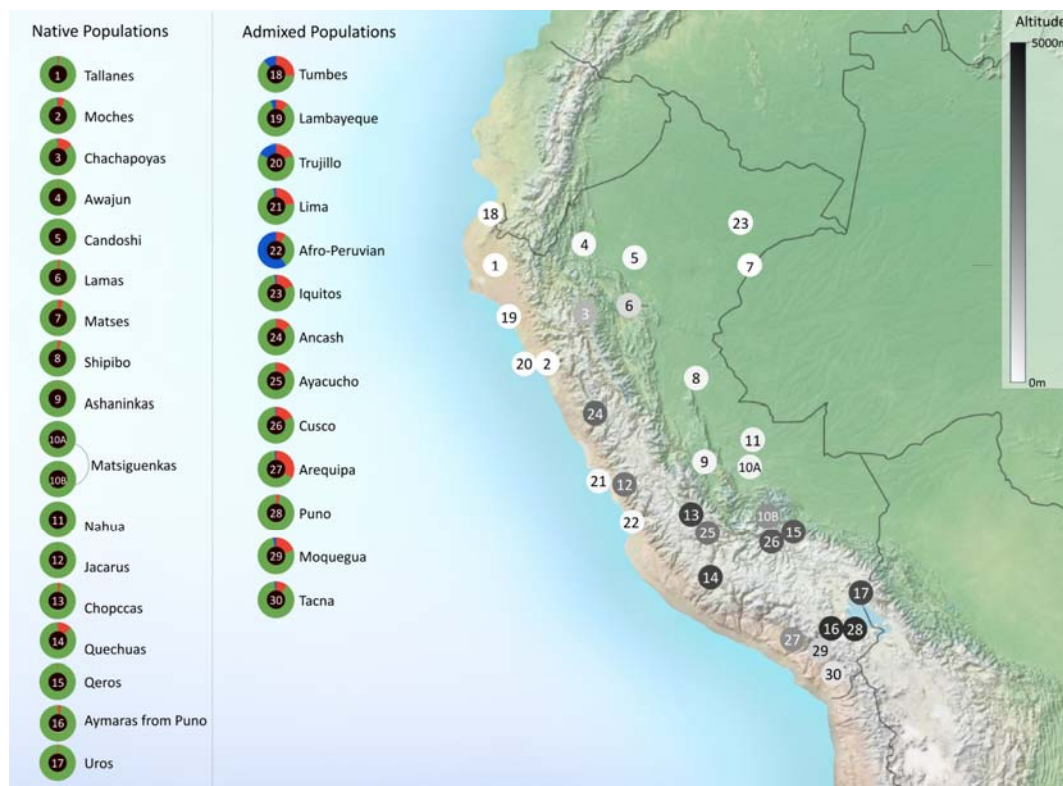 Native Populations
1 Tallanes
2 Moches
3 Chachapoyas
4 Awajun
5 Candoshi
6 Lamas
7 Matses
8 Shipibo
9 Ashaninkas
10A
Matsiguenkas
10B
11 Nahua
12 Jacarus
13 Chopccas
14 Quechuas
15 Qeros
16 Aymaras from Puno
17 Uros
Admixed Populations
18 Tumbes
19 Lambayeque
20 Trujillo
21 Lima
22 Afro-Peruvian
23 Iquitos
24 Ancash
25 Ayacucho
26 Cusco
27 Arequipa
28 Puno
29 Moquegua
30 Tacna
Altitude
5000m
0m
18
23
4
5
7
1
6
3
19
20
2
8
24
11
9
10A
21
12
13
10B
22
25
15
26
14
17
16
28
27
29
30